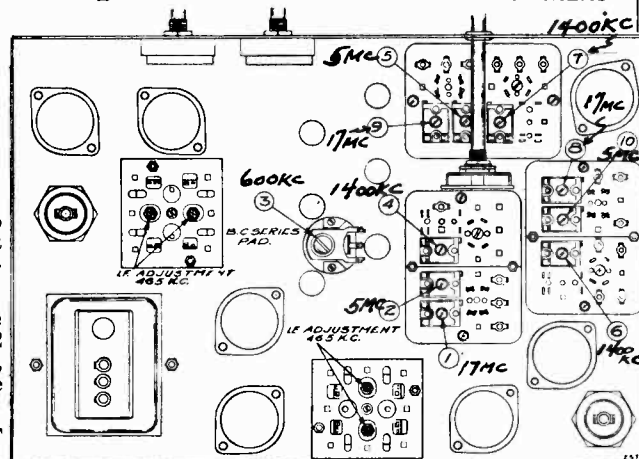 1400KC
5MC 5
7
17MC 9
17MC
10
8
5MC
600KC
3
1400KC
4
B.C SERIES
PAD.
I.F. ADJUSTMENT
465 K.C.
5MC 2
I.F. ADJUSTMENT
465 K.C.
1 17MC
6
1400
KC